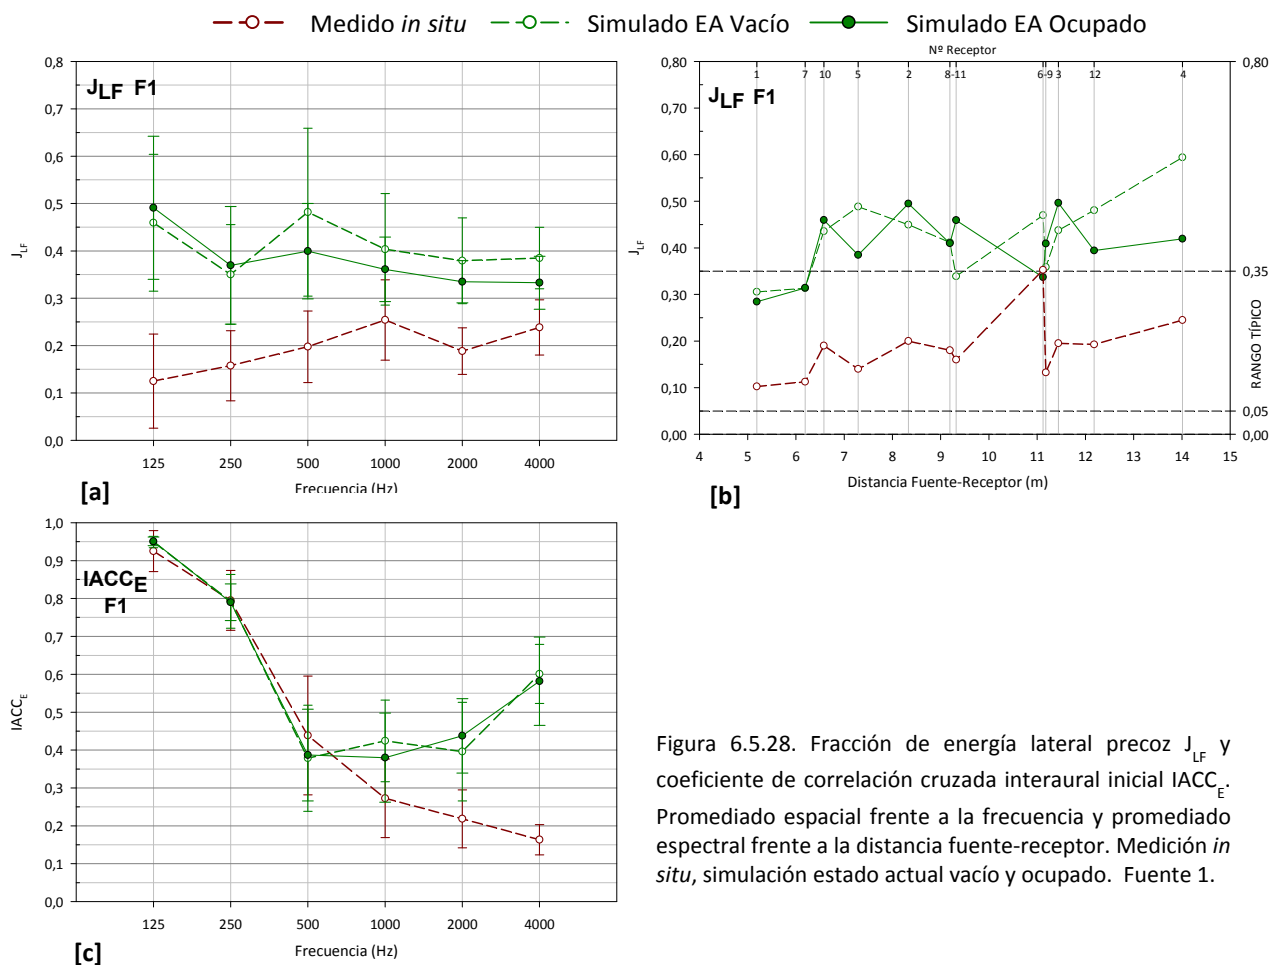 Medido in situ Simulado EA Vacío Simulado EA Ocupado
0,8
0,7
0,6
0,5
0,4
0,3
0,2
0,1
0,0
J_LF
J_LF F1
125 250 500 1000 2000 4000
Frecuencia (Hz)
[a]
Nº Receptor
1 7 10 5 2 8-11 6-9 3 12 4
0,80
0,70
0,60
0,50
0,40
0,30
0,20
0,10
0,00
J_LF
J_LF F1
0,80
0,35
0,05
0,00
RANGO TÍPICO
4 5 6 7 8 9 10 11 12 13 14 15
Distancia Fuente-Receptor (m)
[b]
1,0
0,9
0,8
0,7
0,6
0,5
0,4
0,3
0,2
0,1
0,0
IACC_E
IACC_E
F1
125 250 500 1000 2000 4000
Frecuencia (Hz)
[c]
Figura 6.5.28. Fracción de energía lateral precoz J_LF y
coeficiente de correlación cruzada interaural inicial IACC_E.
Promediado espacial frente a la frecuencia y promediado
espectral frente a la distancia fuente-receptor. Medición in
situ, simulación estado actual vacío y ocupado. Fuente 1.